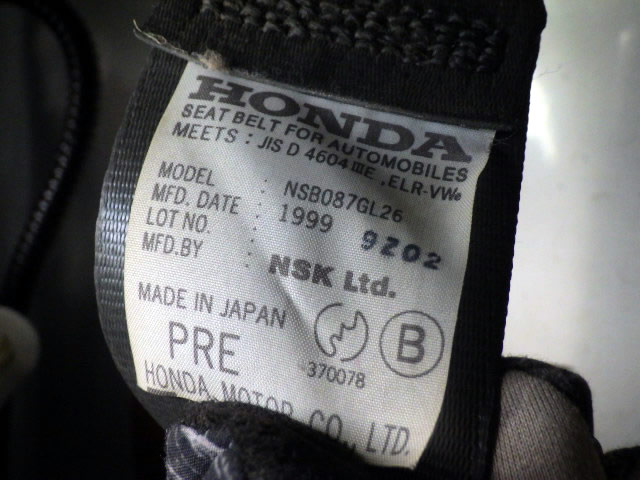 HONDA
SEAT BELT FOR AUTOMOBILES
MEETS : JIS D 4604 ⅢE , ELR-VWe
MODEL : NSB087GL26
MFD. DATE : 1999 9202
LOT NO. :
MFD.BY : NSK Ltd.
MADE IN JAPAN
PRE B
370078
HONDA MOTOR CO., LTD.